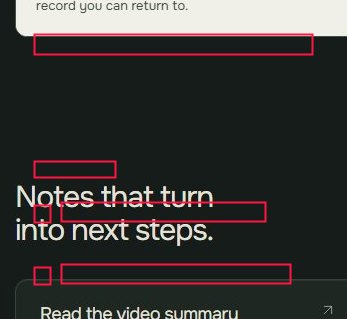 record you can return to.
Notes that turn
into next steps.
Read the video summary